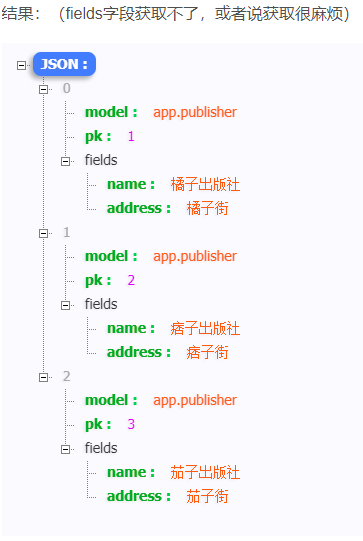 结果：（fields字段获取不了，或者说获取很麻烦）
JSON :
0
model : app.publisher
pk : 1
fields
name : 橘子出版社
address : 橘子街
1
model : app.publisher
pk : 2
fields
name : 痞子出版社
address : 痞子街
2
model : app.publisher
pk : 3
fields
name : 茄子出版社
address : 茄子街